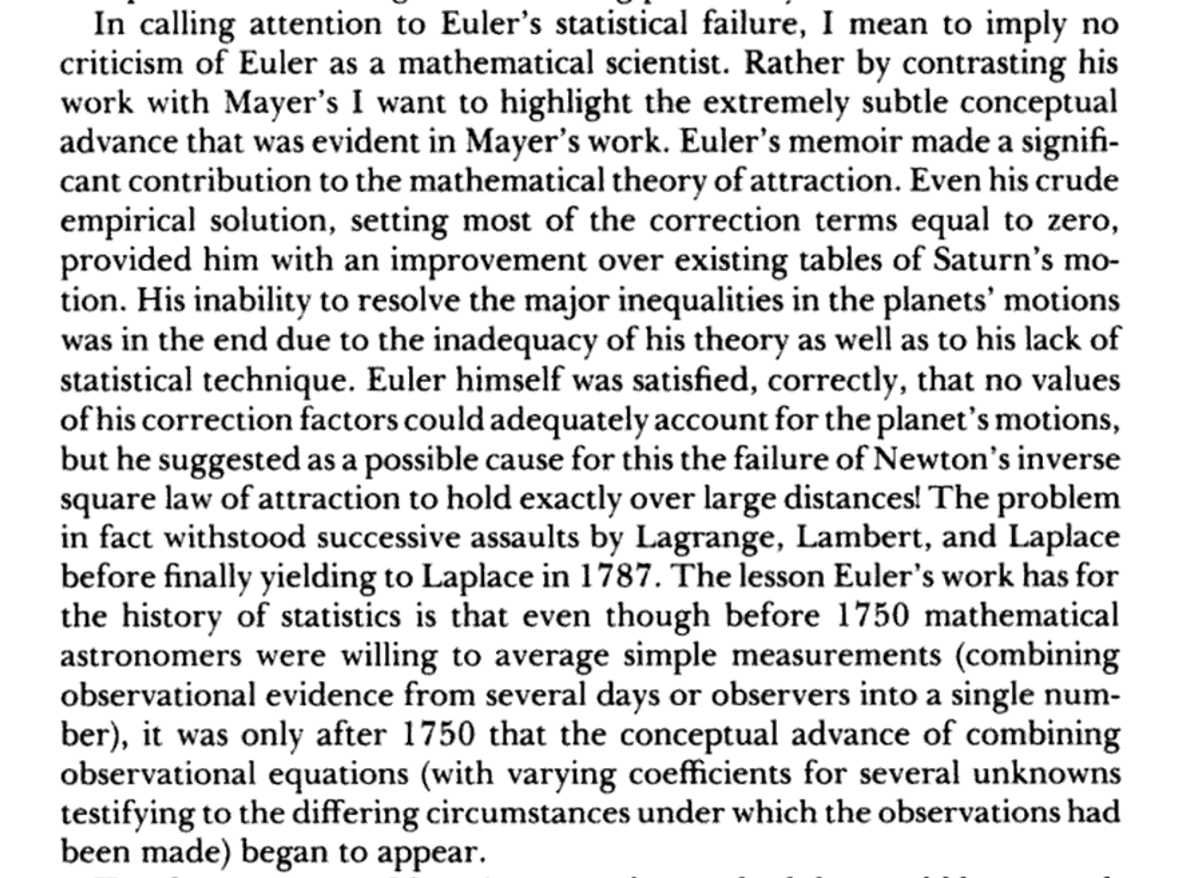 In calling attention to Euler's statistical failure, I mean to imply no
criticism of Euler as a mathematical scientist. Rather by contrasting his
work with Mayer's I want to highlight the extremely subtle conceptual
advance that was evident in Mayer's work. Euler's memoir made a signifi-
cant contribution to the mathematical theory of attraction. Even his crude
empirical solution, setting most of the correction terms equal to zero,
provided him with an improvement over existing tables of Saturn's mo-
tion. His inability to resolve the major inequalities in the planets' motions
was in the end due to the inadequacy of his theory as well as to his lack of
statistical technique. Euler himself was satisfied, correctly, that no values
of his correction factors could adequately account for the planet's motions,
but he suggested as a possible cause for this the failure of Newton's inverse
square law of attraction to hold exactly over large distances! The problem
in fact withstood successive assaults by Lagrange, Lambert, and Laplace
before finally yielding to Laplace in 1787. The lesson Euler's work has for
the history of statistics is that even though before 1750 mathematical
astronomers were willing to average simple measurements (combining
observational evidence from several days or observers into a single num-
ber), it was only after 1750 that the conceptual advance of combining
observational equations (with varying coefficients for several unknowns
testifying to the differing circumstances under which the observations had
been made) began to appear.